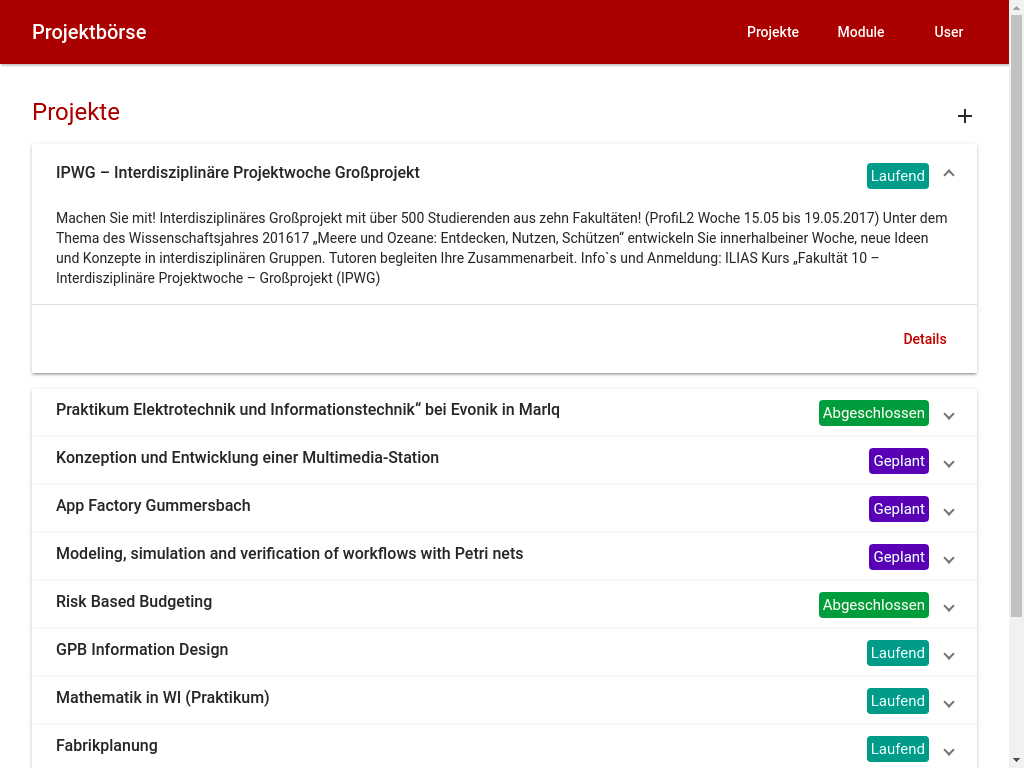 Projektbörse Projekte Module User
Projekte
IPWG – Interdisziplinäre Projektwoche Großprojekt Laufend
Machen Sie mit! Interdisziplinäres Großprojekt mit über 500 Studierenden aus zehn Fakultäten! (ProfiL2 Woche 15.05 bis 19.05.2017) Unter dem
Thema des Wissenschaftsjahres 201617 „Meere und Ozeane: Entdecken, Nutzen, Schützen“ entwickeln Sie innerhalbeiner Woche, neue Ideen
und Konzepte in interdisziplinären Gruppen. Tutoren begleiten Ihre Zusammenarbeit. Info`s und Anmeldung: ILIAS Kurs „Fakultät 10 –
Interdisziplinäre Projektwoche – Großprojekt (IPWG)
Details
Praktikum Elektrotechnik und Informationstechnik“ bei Evonik in Marlq Abgeschlossen
Konzeption und Entwicklung einer Multimedia-Station Geplant
App Factory Gummersbach Geplant
Modeling, simulation and verification of workflows with Petri nets Geplant
Risk Based Budgeting Abgeschlossen
GPB Information Design Laufend
Mathematik in WI (Praktikum) Laufend
Fabrikplanung Laufend